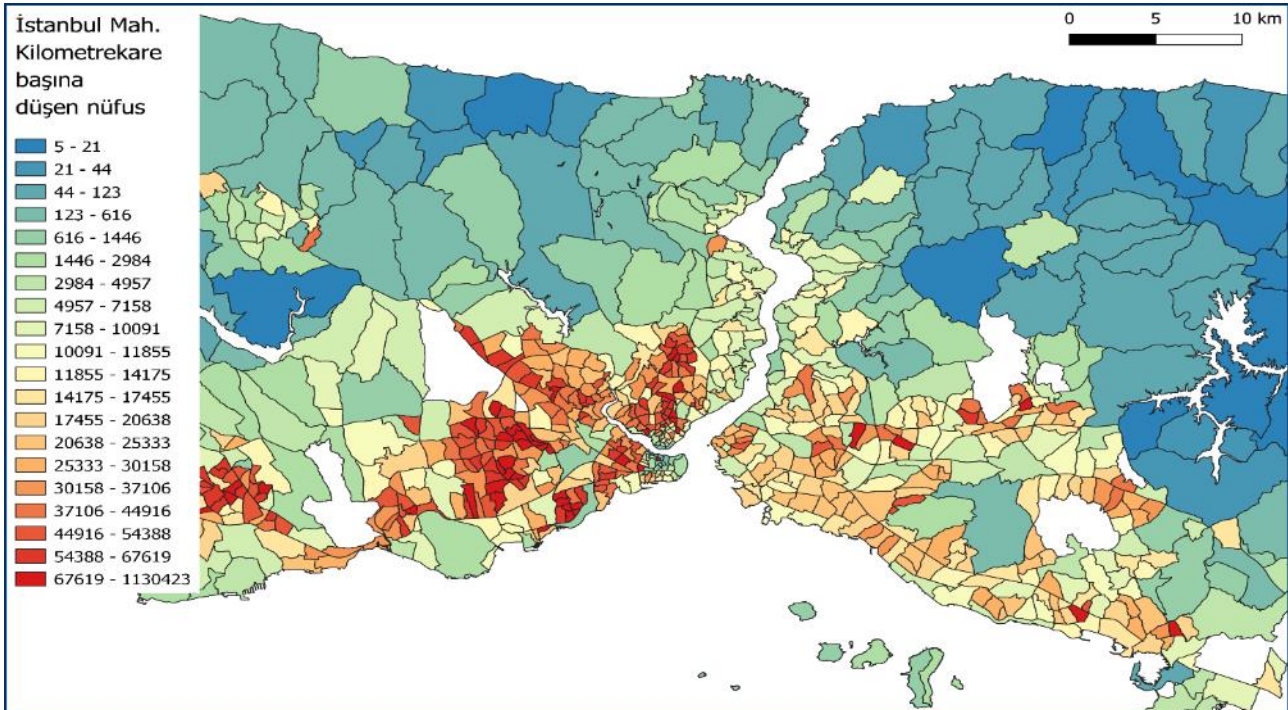 İstanbul Mah.
Kilometrekare
başına
düşen nüfus
5 - 21
21 - 44
44 - 123
123 - 616
616 - 1446
1446 - 2984
2984 - 4957
4957 - 7158
7158 - 10091
10091 - 11855
11855 - 14175
14175 - 17455
17455 - 20638
20638 - 25333
25333 - 30158
30158 - 37106
37106 - 44916
44916 - 54388
54388 - 67619
67619 - 1130423
0 5 10 km